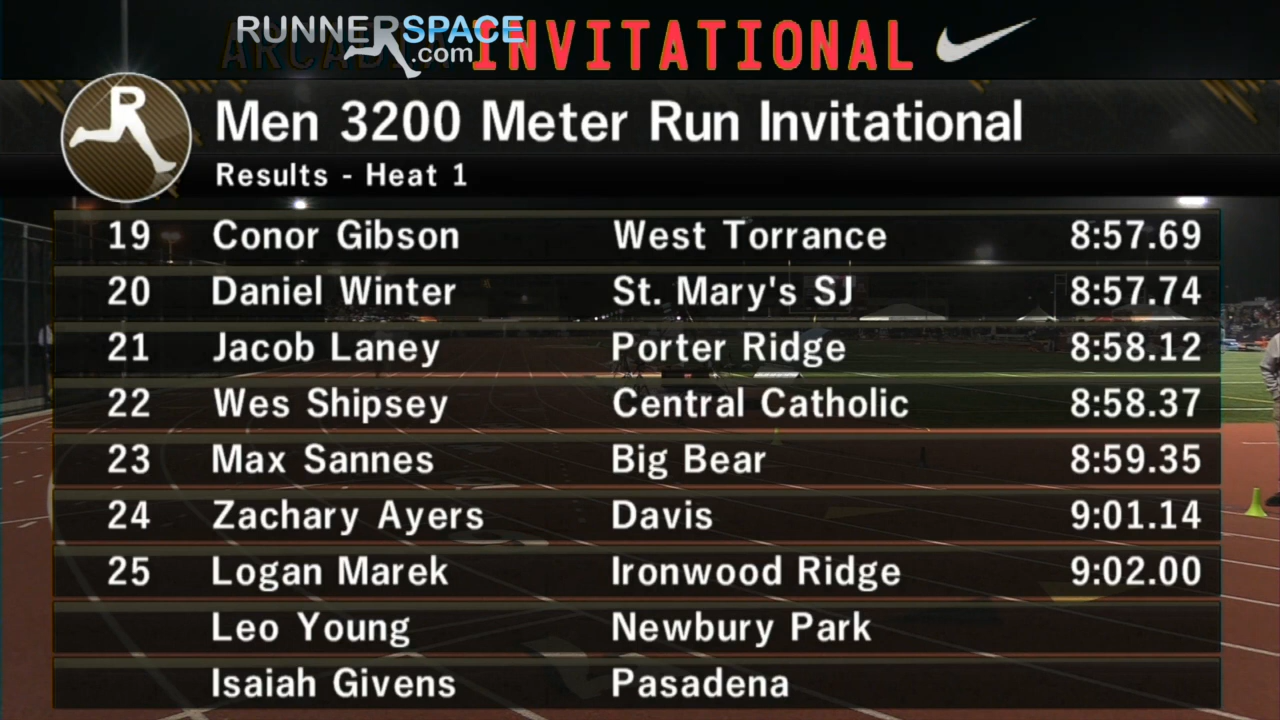 RUNNERSPACE
.com
ARCADIA INVITATIONAL
R
Men 3200 Meter Run Invitational
Results - Heat 1
19 Conor Gibson West Torrance 8:57.69
20 Daniel Winter St. Mary's SJ 8:57.74
21 Jacob Laney Porter Ridge 8:58.12
22 Wes Shipsey Central Catholic 8:58.37
23 Max Sannes Big Bear 8:59.35
24 Zachary Ayers Davis 9:01.14
25 Logan Marek Ironwood Ridge 9:02.00
Leo Young Newbury Park
Isaiah Givens Pasadena